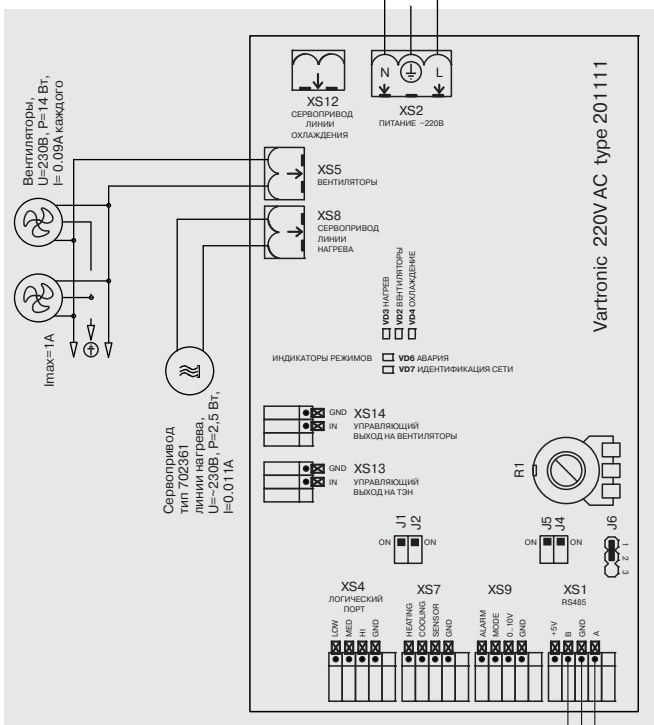 N
L
XS12
СЕРВОПРИВОД
ЛИНИИ
ОХЛАЖДЕНИЯ
XS2
ПИТАНИЕ ~220В
Vartronic 220V AC type 201111
Вентиляторы,
U=230В, P=14 Вт,
I= 0.09А каждого
XS5
ВЕНТИЛЯТОРЫ
XS8
СЕРВОПРИВОД
ЛИНИИ
НАГРЕВА
Imax=1A
VD3 НАГРЕВ
VD2 ВЕНТИЛЯТОРЫ
VD4 ОХЛАЖДЕНИЕ
ИНДИКАТОРЫ РЕЖИМОВ
VD6 АВАРИЯ
VD7 ИДЕНТИФИКАЦИЯ СЕТИ
Сервопривод
тип 702361
линии нагрева,
U=~230В, P=2,5 Вт,
I=0.011А
GND XS14
IN УПРАВЛЯЮЩИЙ
ВЫХОД НА ВЕНТИЛЯТОРЫ
GND XS13
IN УПРАВЛЯЮЩИЙ
ВЫХОД НА ТЭН
R1
J1
J2
ON ON
J5
J4
ON ON
J6
1
2
3
XS4
ЛОГИЧЕСКИЙ
ПОРТ
LOW
MED
HI
GND
XS7
HEATING
COOLING
SENSOR
GND
XS9
ALARM
MODE
0...10V
GND
XS1
RS485
+5V
B
GND
A